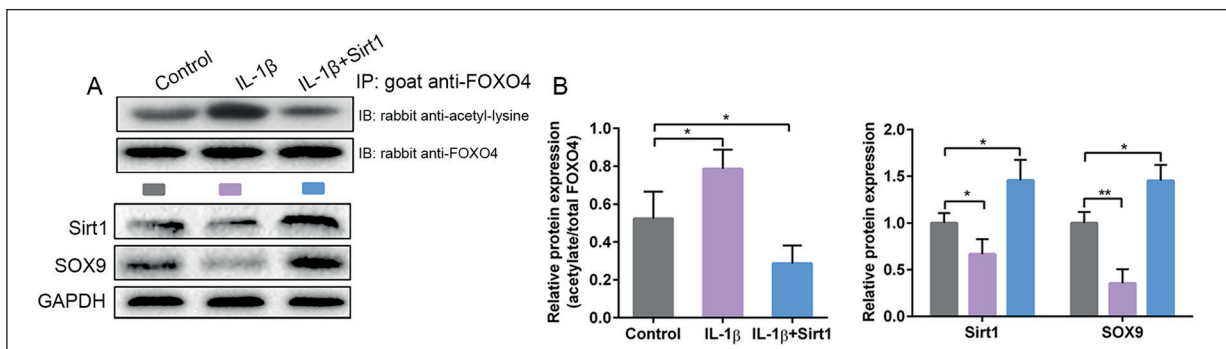 A
Control
IL-1β
IL-1β+Sirt1
IP: goat anti-FOXO4
IB: rabbit anti-acetyl-lysine
IB: rabbit anti-FOXO4
Sirt1
SOX9
GAPDH
B
Relative protein expression
(acetylate/total FOXO4)
1.0
0.8
0.6
0.4
0.2
0.0
*
*
Control
IL-1β
IL-1β+Sirt1
Relative protein expression
2.0
1.5
1.0
0.5
0.0
*
*
*
**
Sirt1
SOX9